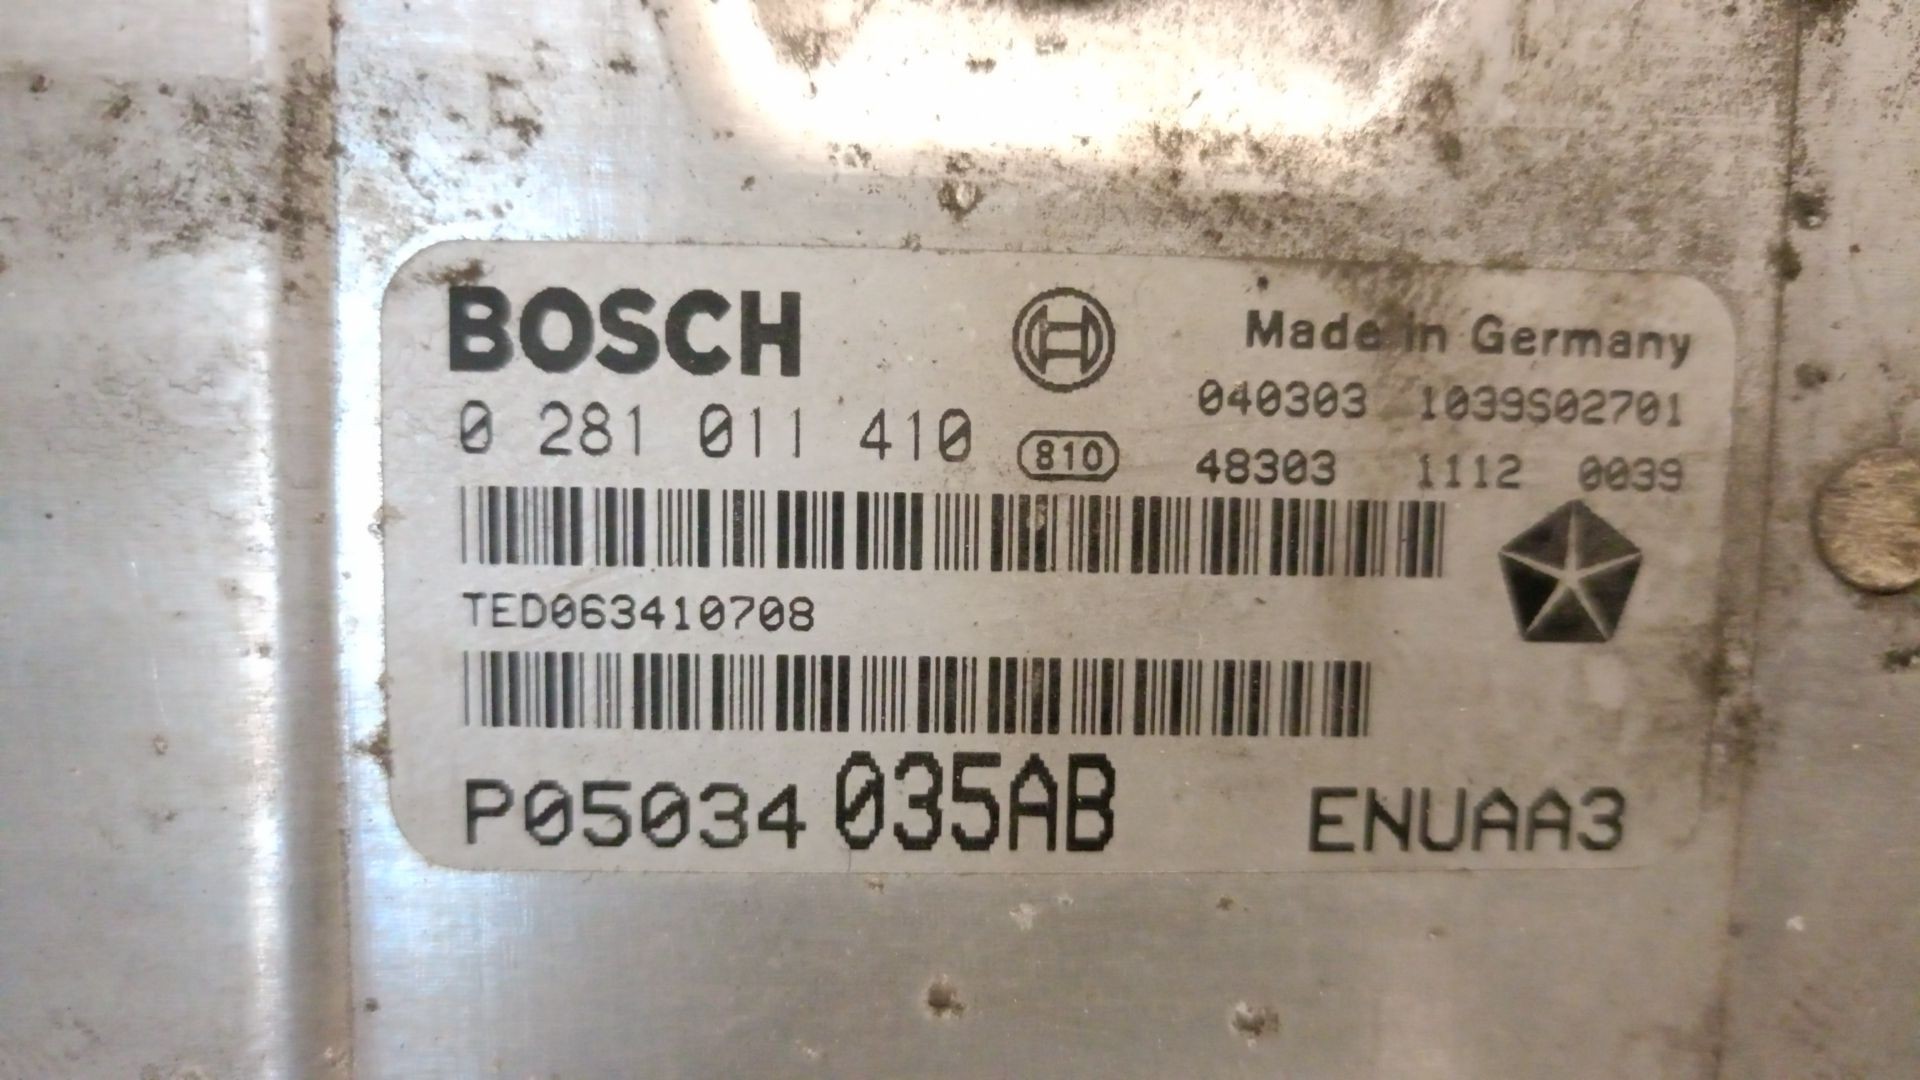 BOSCH
Made in Germany
0 281 011 410
810
040303 1039S02701
48303 1112 0039
TED063410708
P05034 035AB ENUAA3